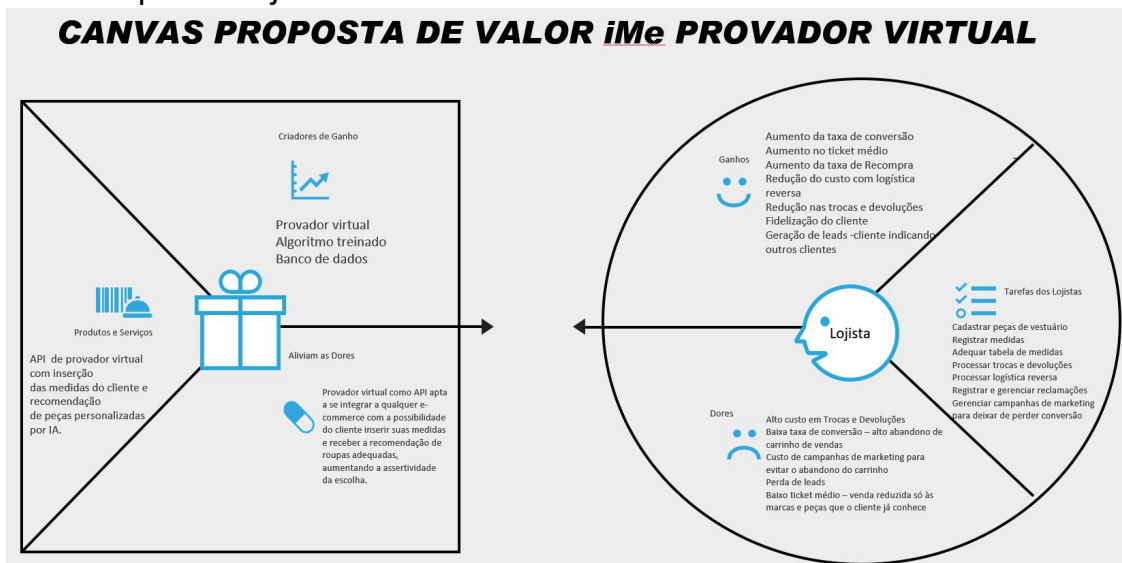 CANVAS PROPOSTA DE VALOR iMe PROVADOR VIRTUAL
Criadores de Ganho
Provador virtual
Algoritmo treinado
Banco de dados
Produtos e Serviços
API de provador virtual
com inserção
das medidas do cliente e
recomendação
de peças personalizadas
por IA.
Aliviam as Dores
Provador virtual como API apta
a se integrar a qualquer e-
commerce com a possibilidade
do cliente inserir suas medidas
e receber a recomendação de
roupas adequadas,
aumentando a assertividade
da escolha.
Ganhos
Aumento da taxa de conversão
Aumento no ticket médio
Aumento da taxa de Recompra
Redução do custo com logística
reversa
Redução nas trocas e devoluções
Fidelização do cliente
Geração de leads -cliente indicando
outros clientes
Lojista
Tarefas dos Lojistas
Cadastrar peças de vestuário
Registrar medidas
Adequar tabela de medidas
Processar trocas e devoluções
Processar logística reversa
Registrar e gerenciar reclamações
Gerenciar campanhas de marketing
para deixar de perder conversão
Dores
Alto custo em Trocas e Devoluções
Baixa taxa de conversão – alto abandono de
carrinho de vendas
Custo de campanhas de marketing para
evitar o abandono do carrinho
Perda de leads
Baixo ticket médio – venda reduzida só às
marcas e peças que o cliente já conhece